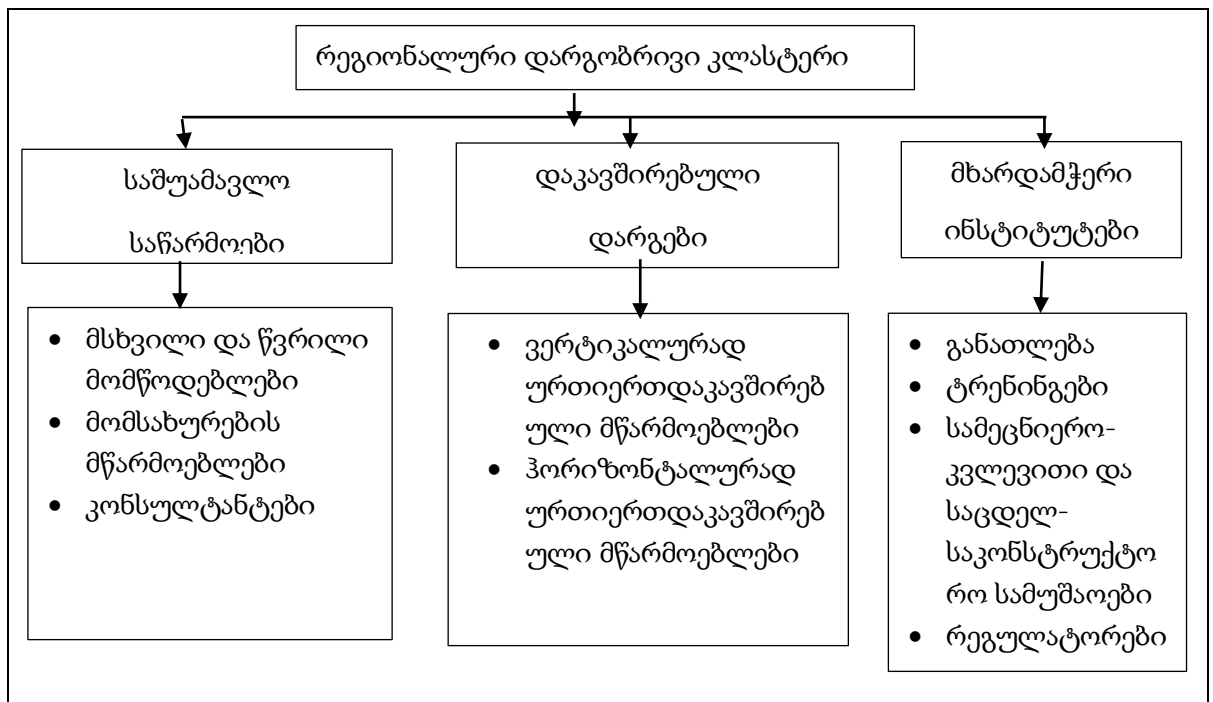 რეგიონალური დარგობრივი კლასტერი
საშუამავლო
საწარმოები
დაკავშირებული
დარგები
მხარდამჭერი
ინსტიტუტები
• მსხვილი და წვრილი
მომწოდებლები
• მომსახურების
მწარმოებლები
• კონსულტანტები
• ვერტიკალურად
ურთიერთდაკავშირებ
ული მწარმოებლები
• ჰორიზონტალურად
ურთიერთდაკავშირებ
ული მწარმოებლები
• განათლება
• ტრენინგები
• სამეცნიერო-
კვლევითი და
საცდელ-
საკონსტრუქტო
რო სამუშაოები
• რეგულატორები